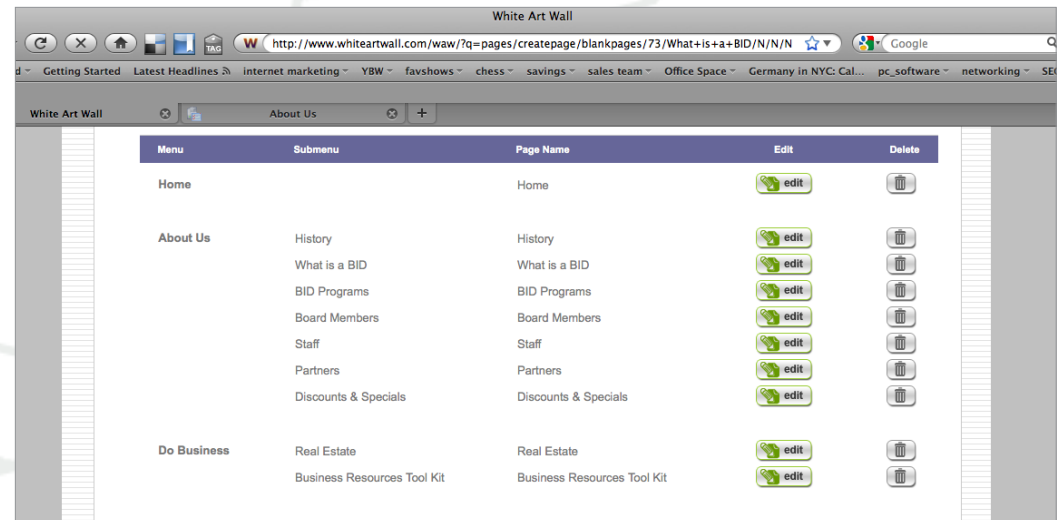 White Art Wall
TAG W http://www.whiteartwall.com/waw/?q=pages/createpage/blankpages/73/What+is+a+BID/N/N/N Google
d Getting Started Latest Headlines internet marketing YBW favshows chess savings sales team Office Space Germany in NYC: Cal... pc_software networking SEO
White Art Wall About Us +
Menu Submenu Page Name Edit Delete
Home Home edit
About Us History History edit
What is a BID What is a BID edit
BID Programs BID Programs edit
Board Members Board Members edit
Staff Staff edit
Partners Partners edit
Discounts & Specials Discounts & Specials edit
Do Business Real Estate Real Estate edit
Business Resources Tool Kit Business Resources Tool Kit edit